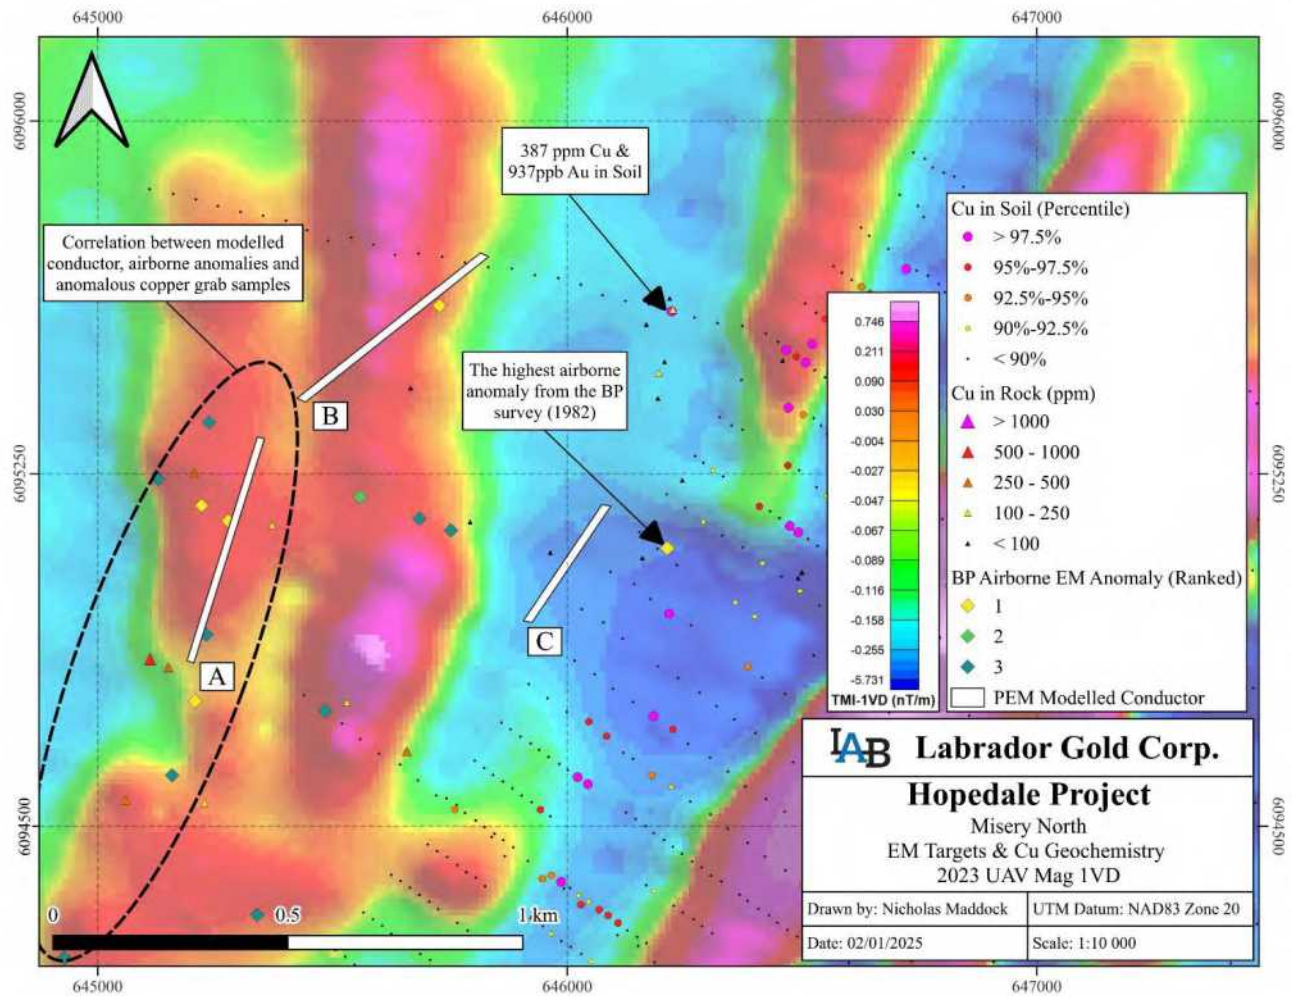 645000
646000
647000
6096000
6096000
387 ppm Cu &
937ppb Au in Soil
Correlation between modelled
conductor, airborne anomalies and
anomalous copper grab samples
B
The highest airborne
anomaly from the BP
survey (1982)
6095250
6095250
A
C
0.746
0.211
0.090
0.030
-0.004
-0.027
-0.047
-0.067
-0.089
-0.116
-0.158
-0.255
-5.731
TMI-1VD (nT/m)
Cu in Soil (Percentile)
> 97.5%
95%-97.5%
92.5%-95%
90%-92.5%
< 90%
Cu in Rock (ppm)
> 1000
500 - 1000
250 - 500
100 - 250
< 100
BP Airborne EM Anomaly (Ranked)
1
2
3
PEM Modelled Conductor
LAB Labrador Gold Corp.
Hopedale Project
Misery North
EM Targets & Cu Geochemistry
2023 UAV Mag 1VD
Drawn by: Nicholas Maddock
UTM Datum: NAD83 Zone 20
Date: 02/01/2025
Scale: 1:10 000
6094500
6094500
0 0.5 1 km
645000
646000
647000